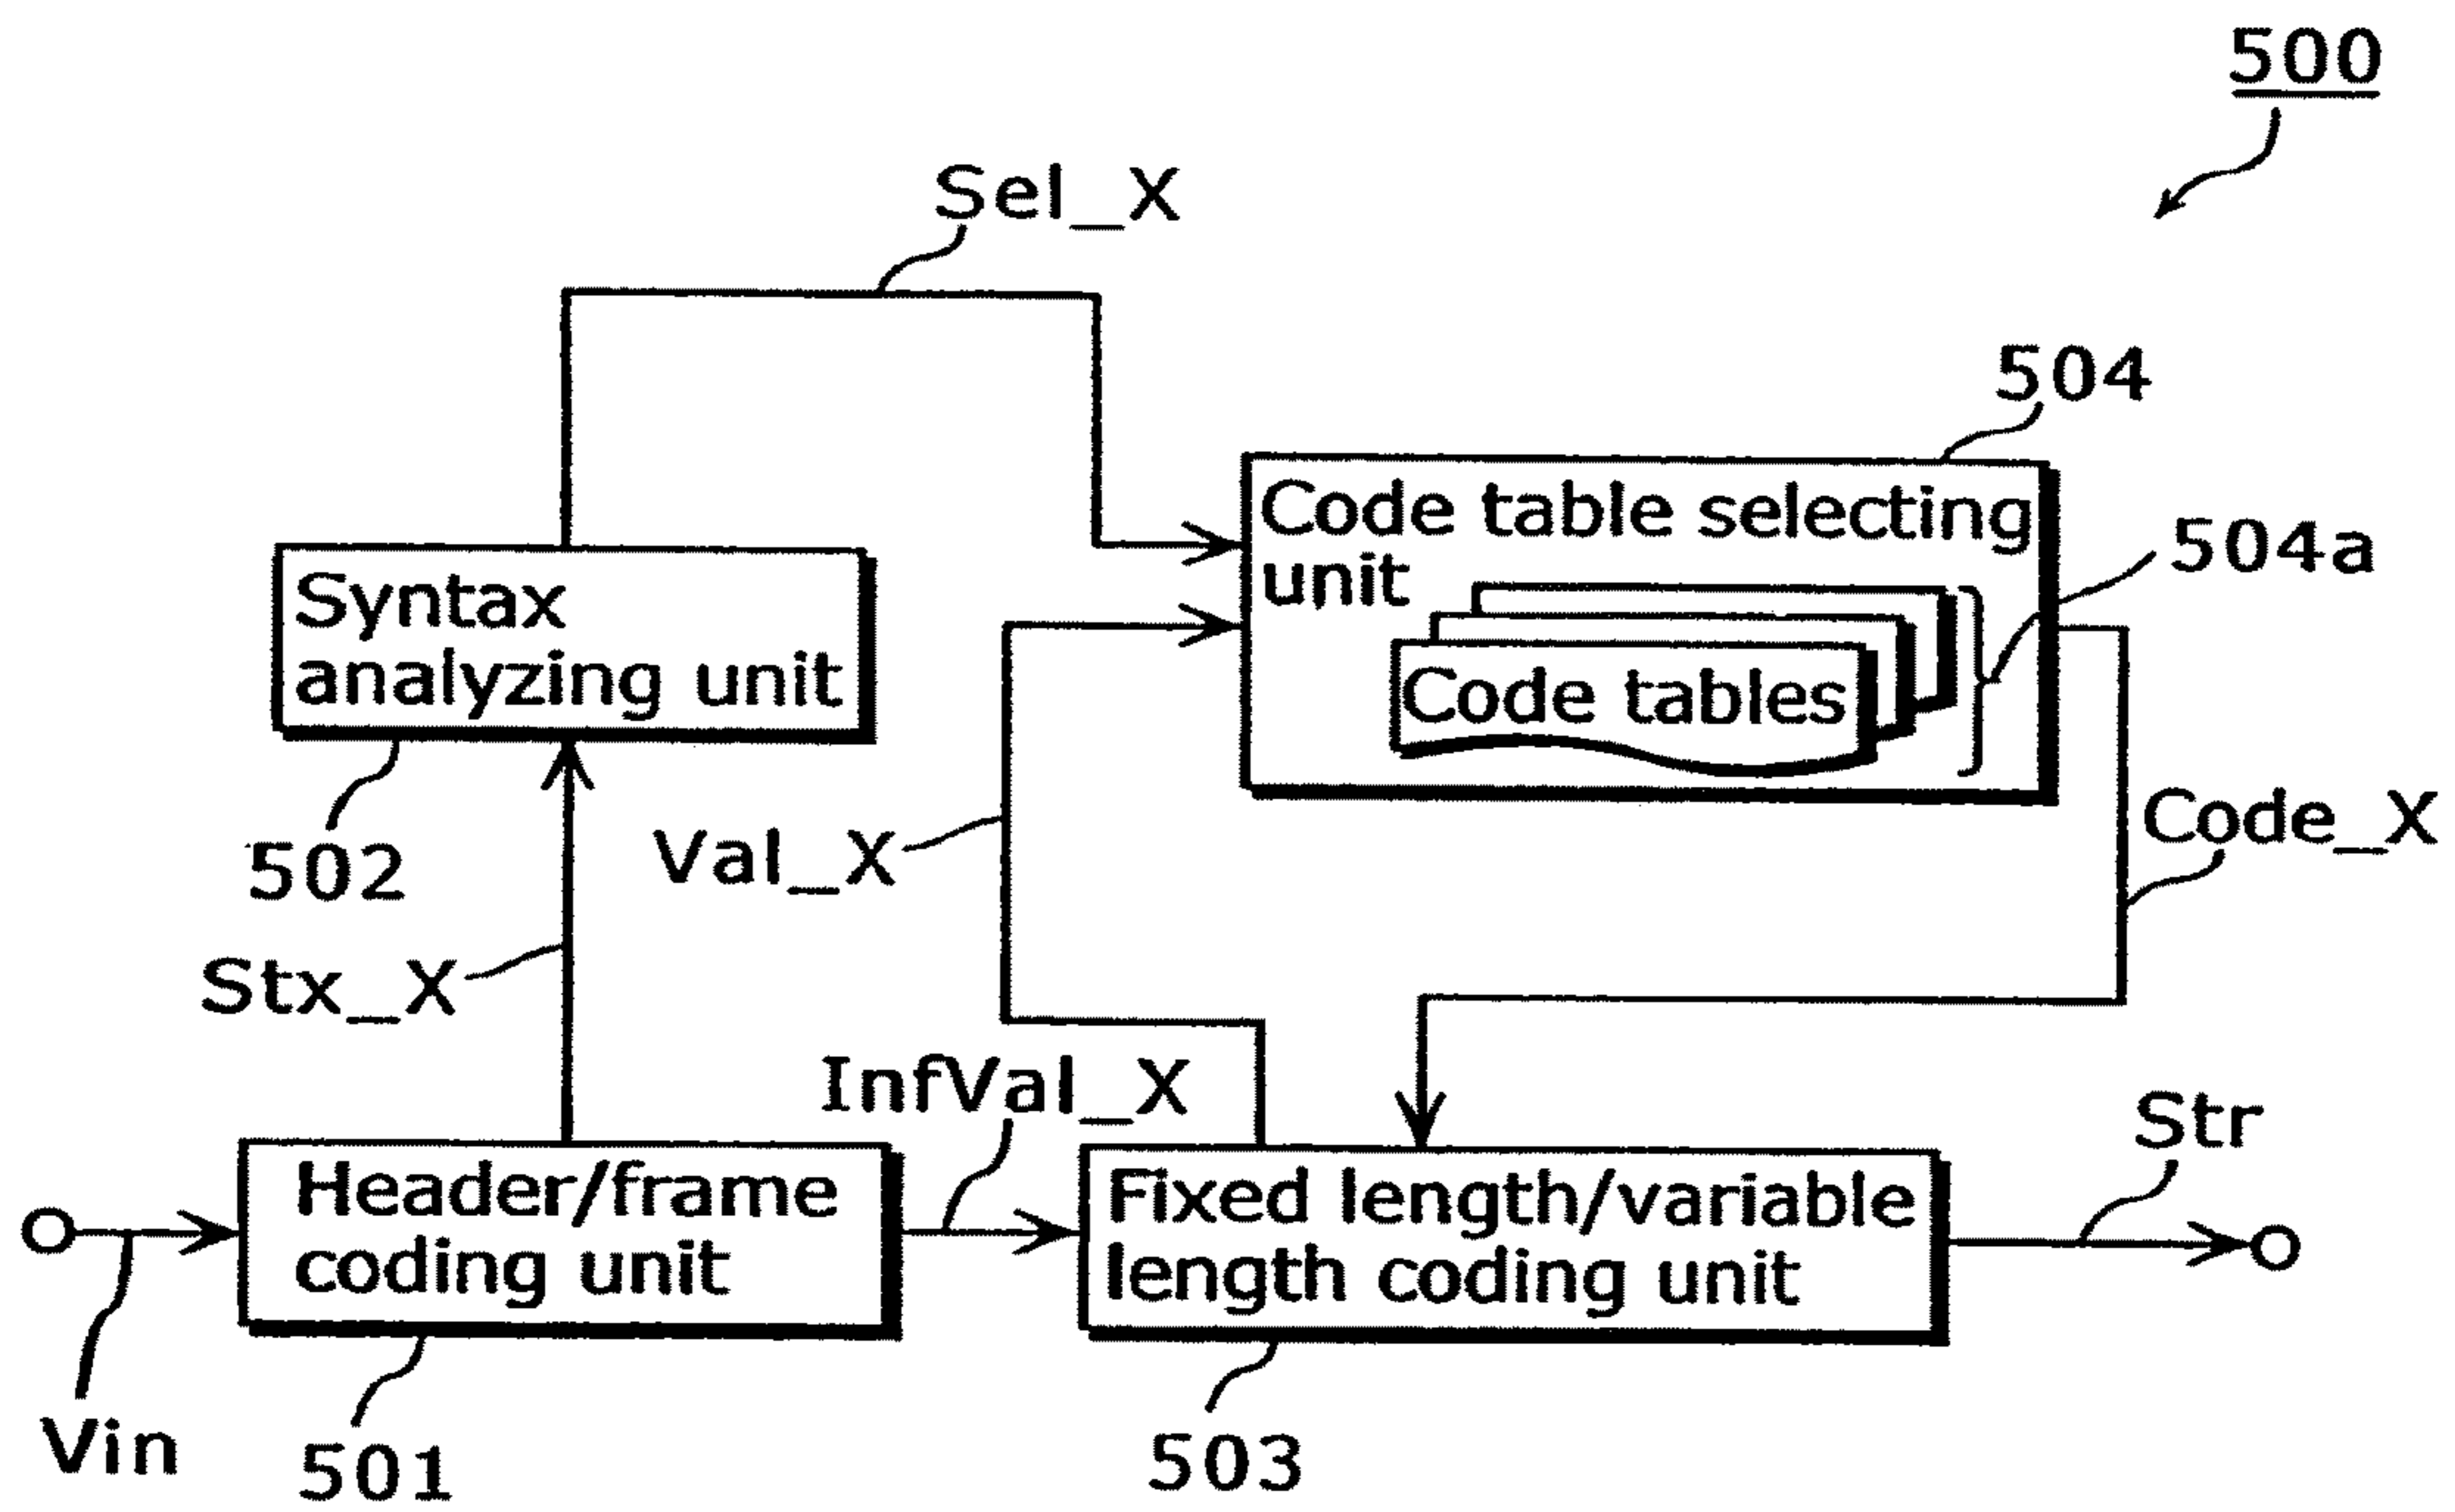 500
Sel_X
504
Code table selecting
unit
504a
Syntax
analyzing unit
Code tables
Code_X
502
Val_X
Stx_X
InfVal_X
Str
Header/frame
coding unit
Fixed length/variable
length coding unit
Vin
501
503